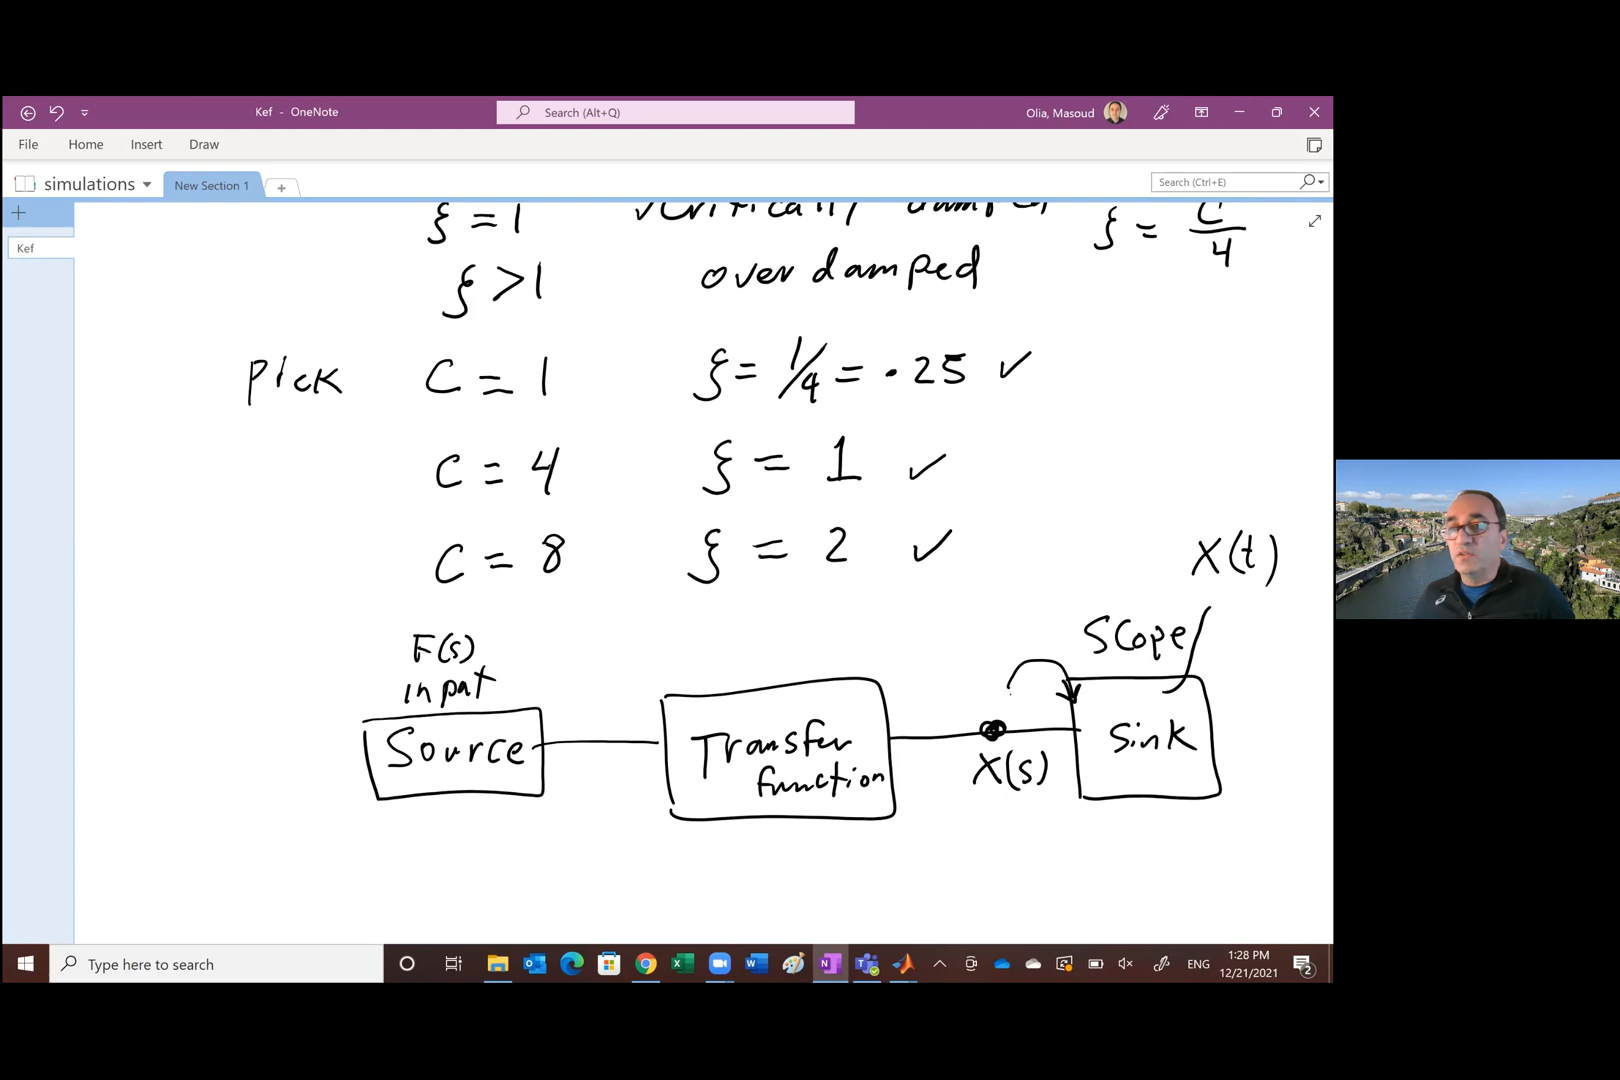 Kef - OneNote
Search (Alt+Q)
Olia, Masoud
File Home Insert Draw
simulations
New Section 1
+
Search (Ctrl+E)
Kef
ξ = 1
ξ = C/4
ξ > 1 over damped
Pick C = 1 ξ = 1/4 = .25 ✓
C = 4 ξ = 1 ✓
C = 8 ξ = 2 ✓
X(t)
F(s)
input
Scope
Source
Transfer
function
X(s)
Sink
Type here to search
ENG
1:28 PM
12/21/2021
2